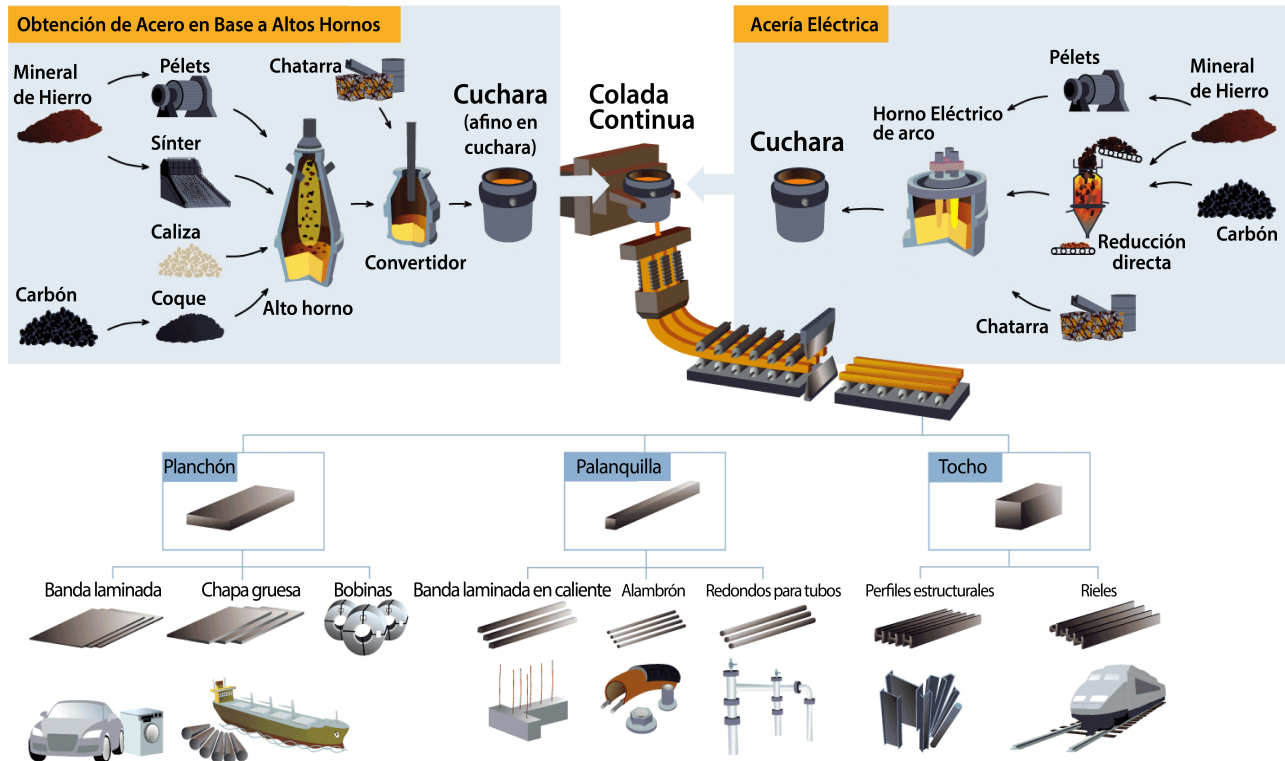 Obtención de Acero en Base a Altos Hornos
Mineral
de Hierro
Pélets
Chatarra
Cuchara
(afino en
cuchara)
Sínter
Caliza
Carbón
Coque
Alto horno
Convertidor
Colada
Continua
Acería Eléctrica
Pélets
Mineral
de Hierro
Horno Eléctrico
de arco
Cuchara
Carbón
Reducción
directa
Chatarra
Planchón
Palanquilla
Tocho
Banda laminada
Chapa gruesa
Bobinas
Banda laminada en caliente
Alambrón
Redondos para tubos
Perfiles estructurales
Rieles